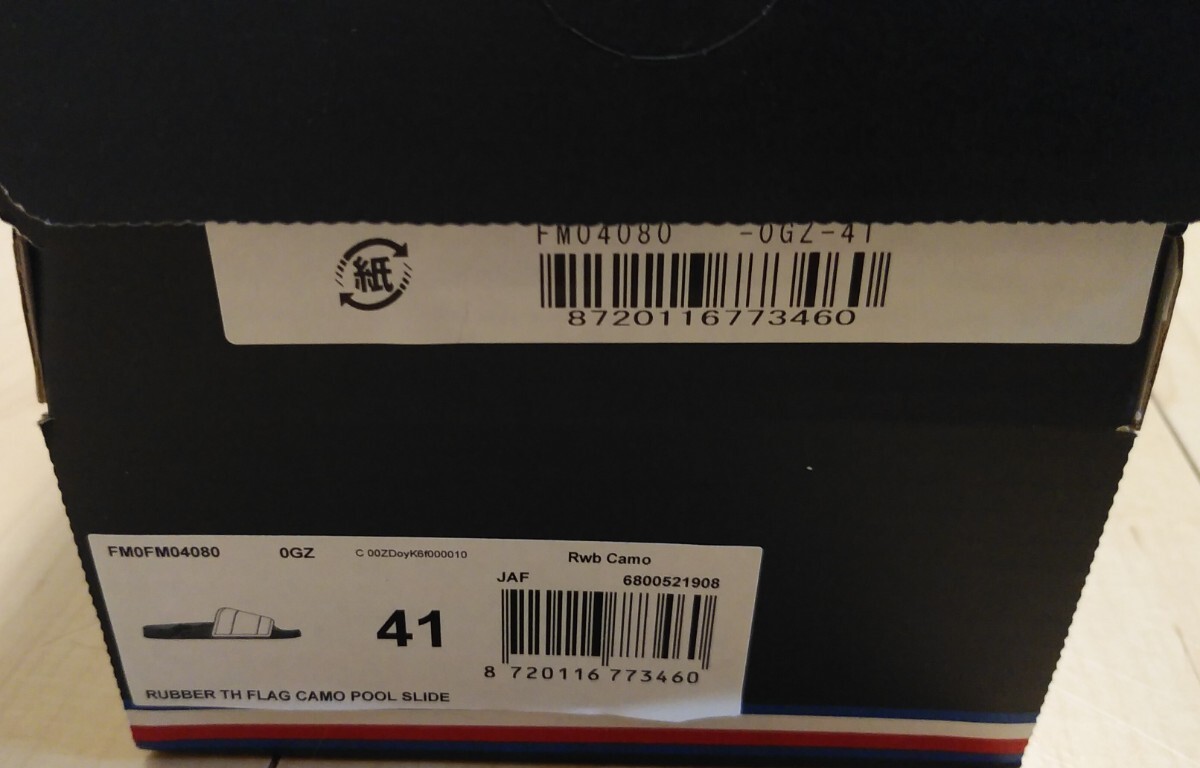 FM04080 -0GZ-41
紙
8720116773460
FM0FM04080 0GZ C 00ZDoyK6f000010 Rwb Camo
JAF 6800521908
41
8 720116 773460
RUBBER TH FLAG CAMO POOL SLIDE